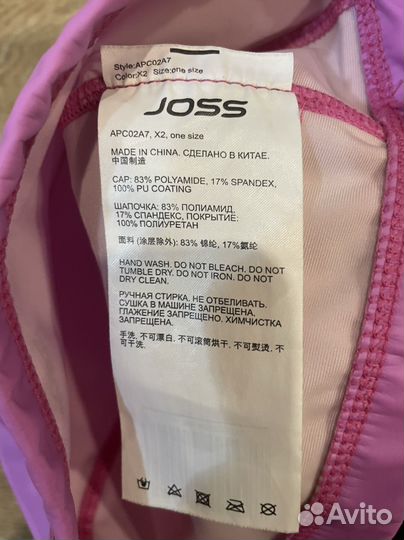 Style:APC02A7
Color:X2 Size:one size
JOSS
APC02A7, X2, one size
MADE IN CHINA. СДЕЛАНО В КИТАЕ.
中国制造
CAP: 83% POLYAMIDE, 17% SPANDEX,
100% PU COATING
ШАПОЧКА: 83% ПОЛИАМИД,
17% СПАНДЕКС, ПОКРЫТИЕ:
100% ПОЛИУРЕТАН
面料 (涂层除外): 83% 锦纶, 17%氨纶
HAND WASH. DO NOT BLEACH. DO NOT
TUMBLE DRY. DO NOT IRON. DO NOT
DRY CLEAN.
РУЧНАЯ СТИРКА. НЕ ОТБЕЛИВАТЬ.
СУШКА В МАШИНЕ ЗАПРЕЩЕНА.
ГЛАЖЕНИЕ ЗАПРЕЩЕНО. ХИМЧИСТКА
ЗАПРЕЩЕНА.
手洗. 不可漂白. 不可滚筒烘干. 不可熨烫. 不可
干洗.
Avito